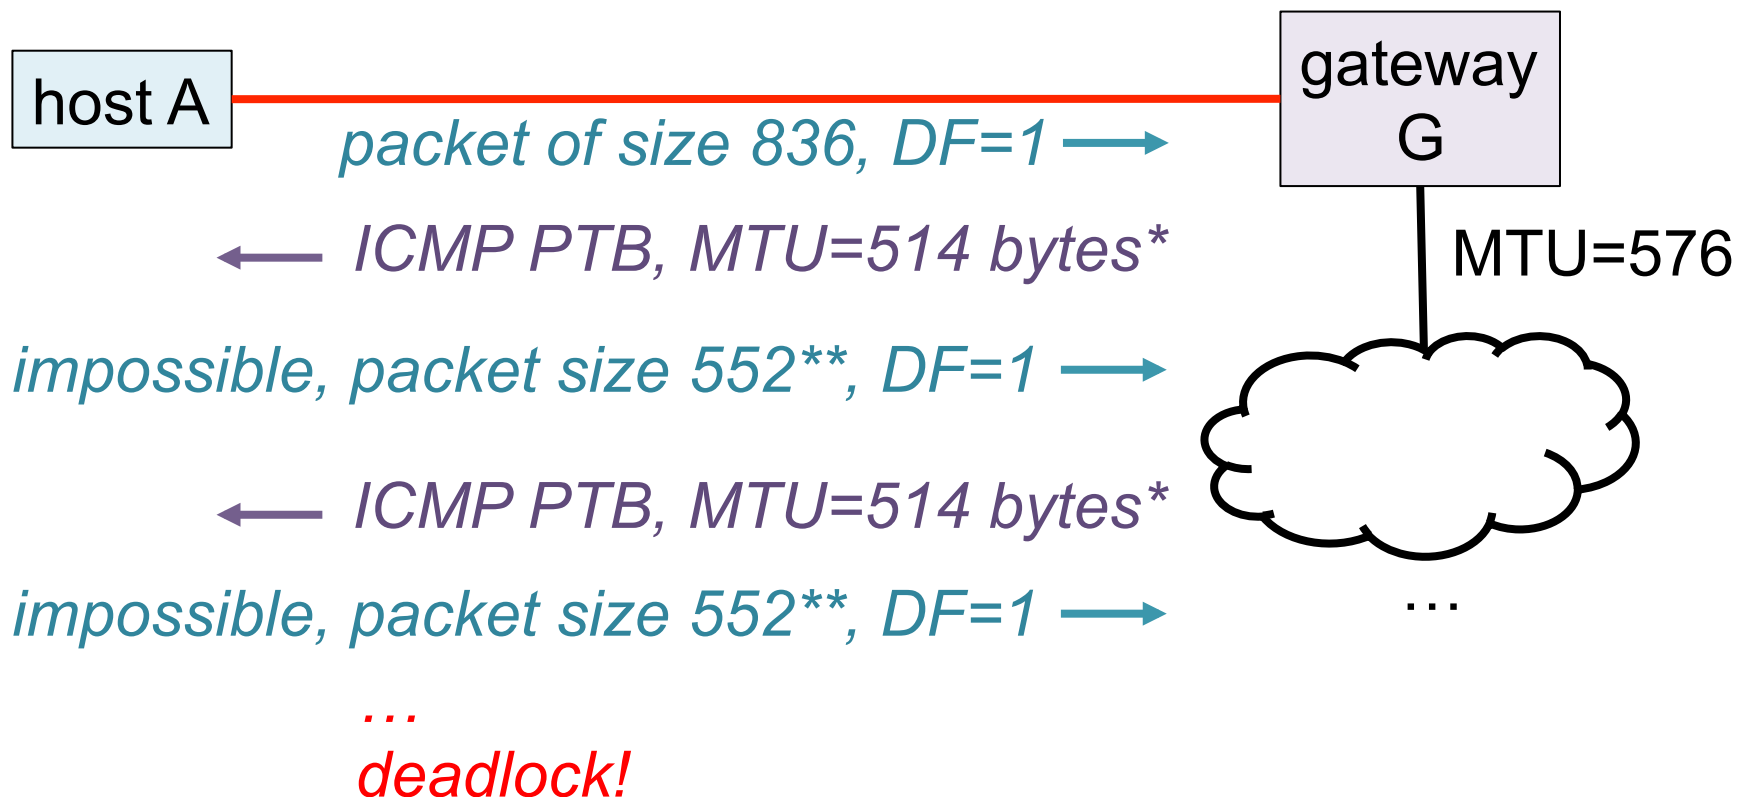 host A
gateway
G
packet of size 836, DF=1
ICMP PTB, MTU=514 bytes*
MTU=576
impossible, packet size 552**, DF=1
ICMP PTB, MTU=514 bytes*
impossible, packet size 552**, DF=1
…
…
deadlock!